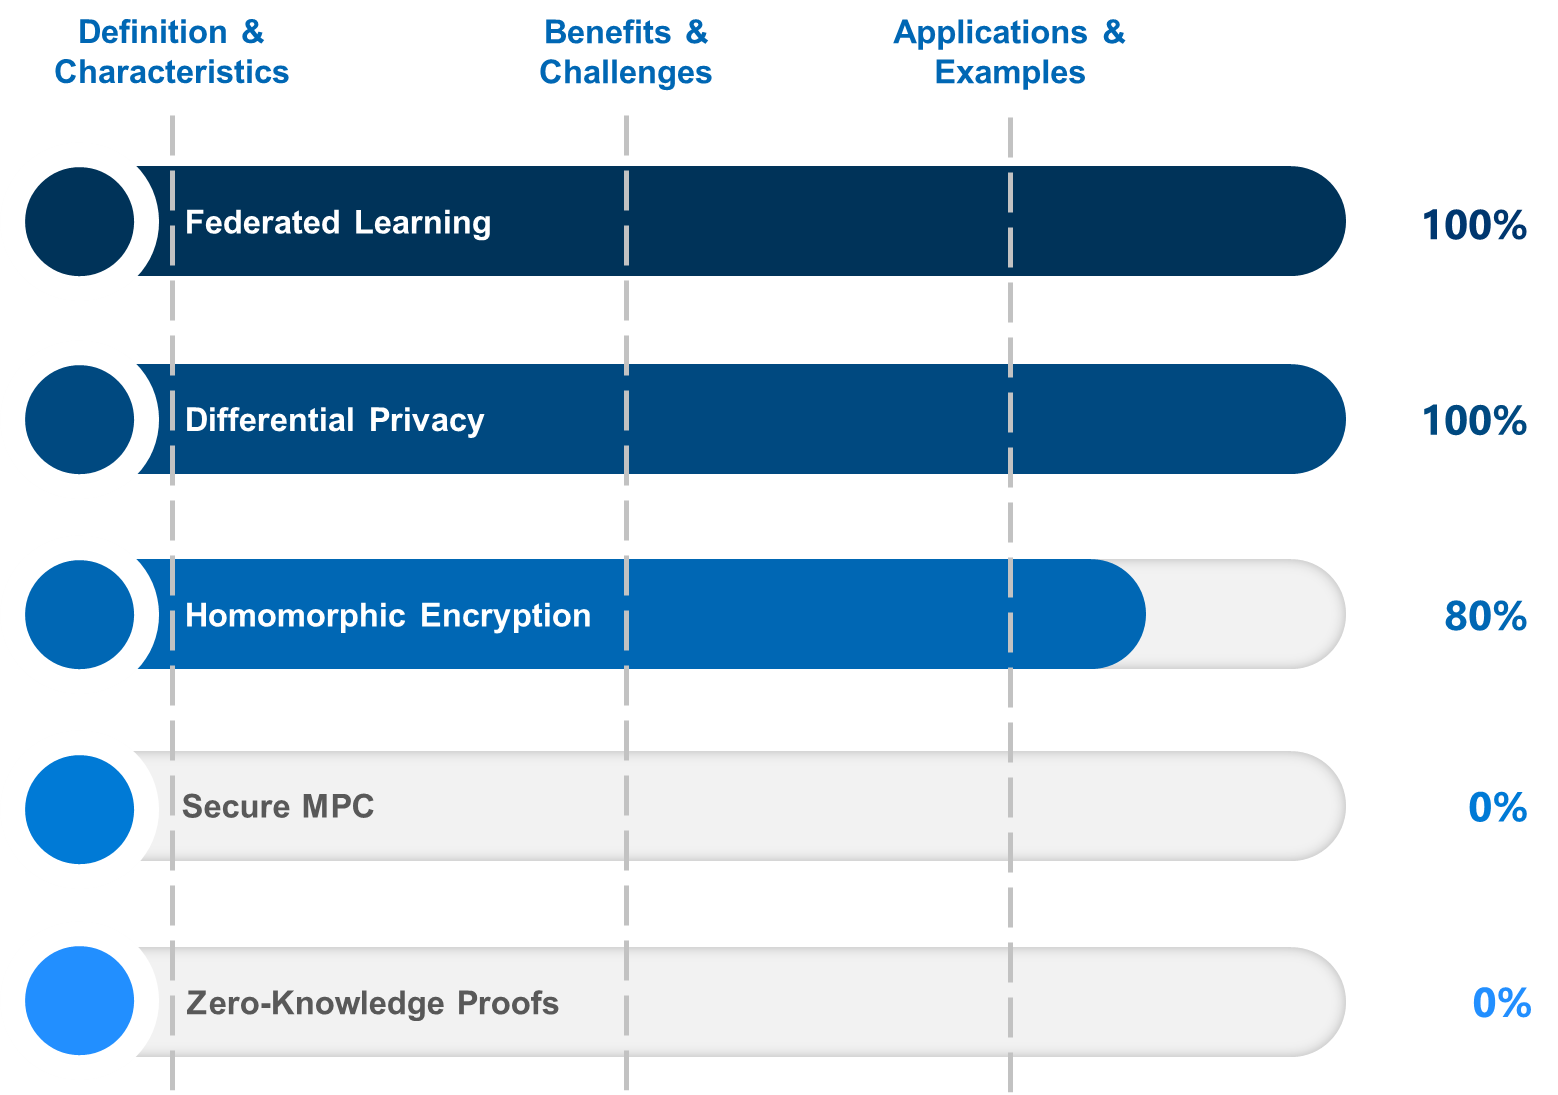 Definition &
Characteristics
Benefits &
Challenges
Applications &
Examples
Federated Learning
100%
Differential Privacy
100%
Homomorphic Encryption
80%
Secure MPC
0%
Zero-Knowledge Proofs
0%